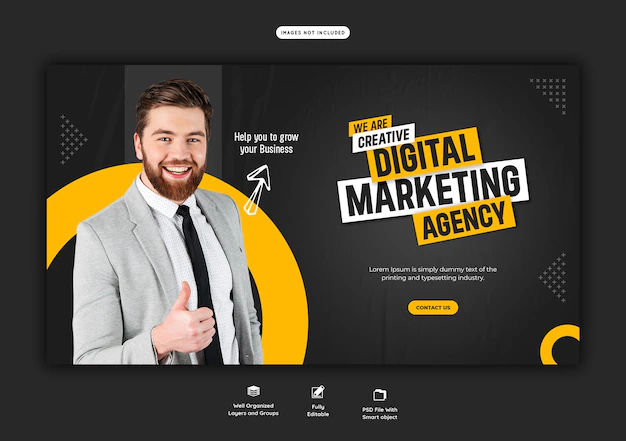 IMAGES NOT INCLUDED
Help you to grow
your Business
WE ARE
CREATIVE
DIGITAL
MARKETING
AGENCY
Lorem Ipsum is simply dummy text of the
printing and typesetting industry.
CONTACT US
Well Organized
Layers and Groups
Fully
Editable
PSD File With
Smart object